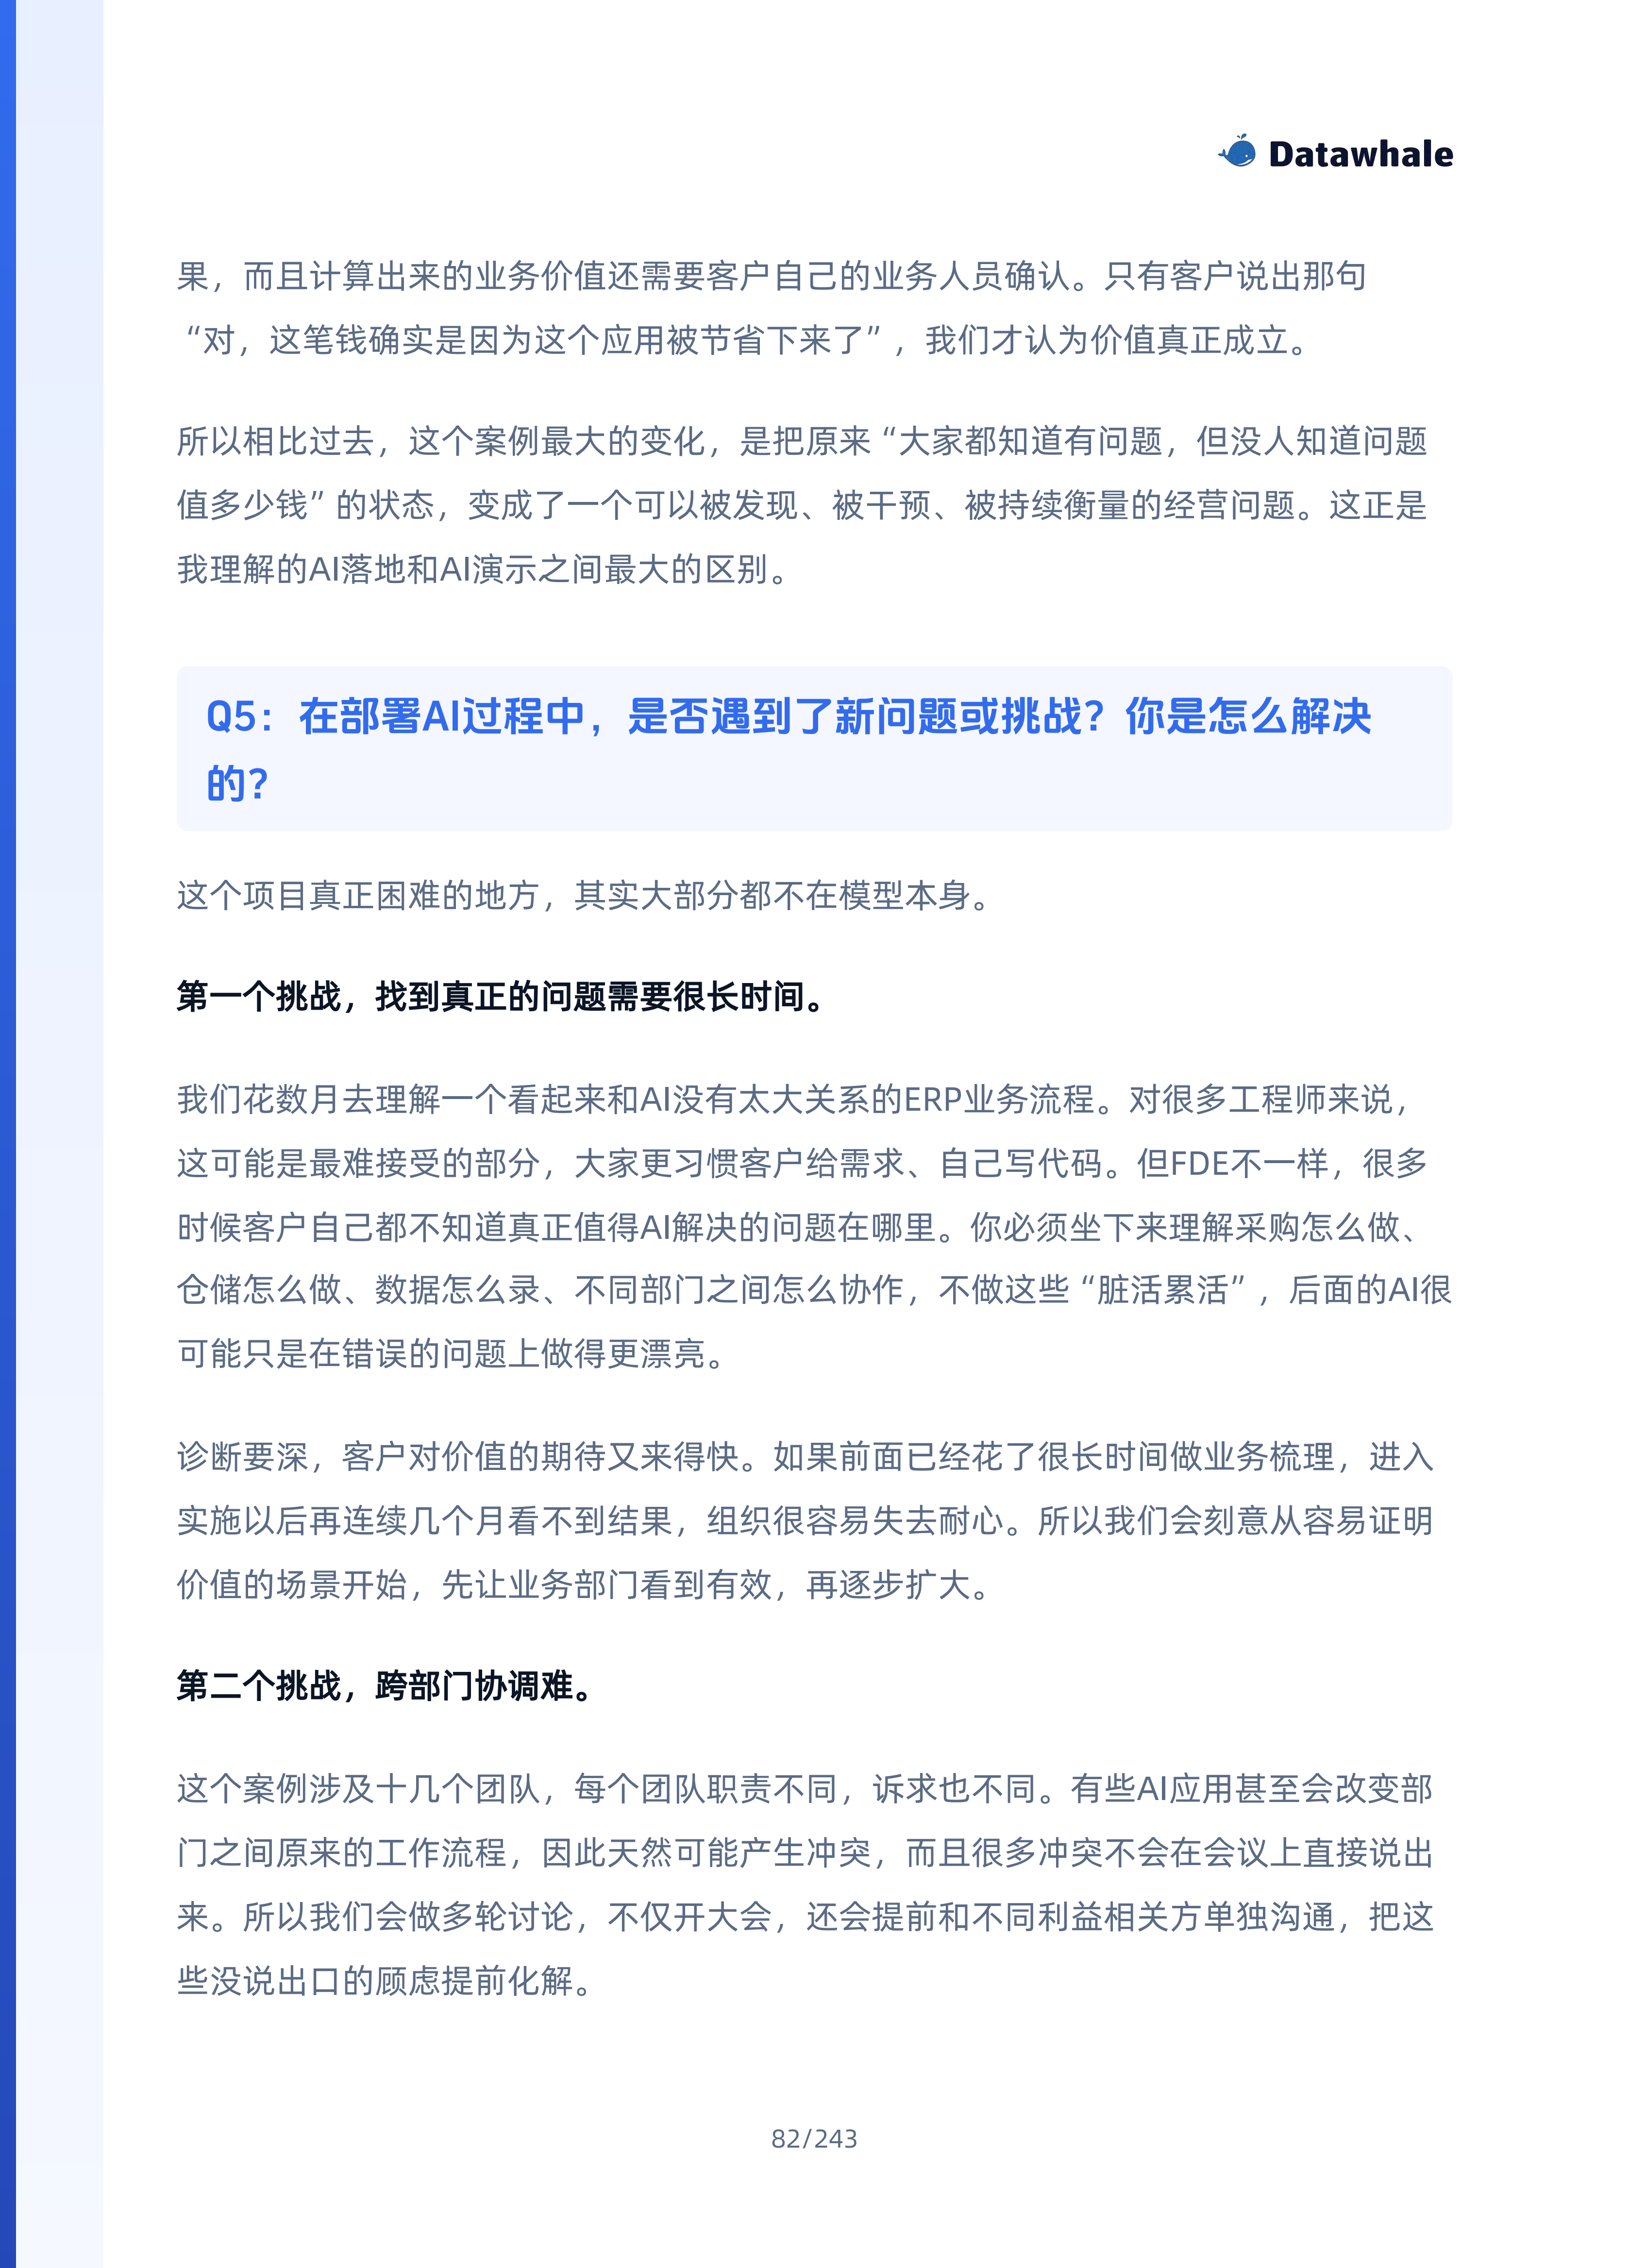 Datawhale
果，而且计算出来的业务价值还需要客户自己的业务人员确认。只有客户说出那句
“对，这笔钱确实是因为这个应用被节省下来了”，我们才认为价值真正成立。
所以相比过去，这个案例最大的变化，是把原来“大家都知道有问题，但没人知道问题
值多少钱”的状态，变成了一个可以被发现、被干预、被持续衡量的经营问题。这正是
我理解的AI落地和AI演示之间最大的区别。
Q5：在部署AI过程中，是否遇到了新问题或挑战？你是怎么解决
的？
这个项目真正困难的地方，其实大部分都不在模型本身。
第一个挑战，找到真正的问题需要很长时间。
我们花数月去理解一个看起来和AI没有太大关系的ERP业务流程。对很多工程师来说，
这可能是最难接受的部分，大家更习惯客户给需求、自己写代码。但FDE不一样，很多
时候客户自己都不知道真正值得AI解决的问题在哪里。你必须坐下来理解采购怎么做、
仓储怎么做、数据怎么录、不同部门之间怎么协作，不做这些“脏活累活”，后面的AI很
可能只是在错误的问题上做得更漂亮。
诊断要深，客户对价值的期待又来得快。如果前面已经花了很长时间做业务梳理，进入
实施以后再连续几个月看不到结果，组织很容易失去耐心。所以我们会刻意从容易证明
价值的场景开始，先让业务部门看到有效，再逐步扩大。
第二个挑战，跨部门协调难。
这个案例涉及十几个团队，每个团队职责不同，诉求也不同。有些AI应用甚至会改变部
门之间原来的工作流程，因此天然可能产生冲突，而且很多冲突不会在会议上直接说出
来。所以我们会做多轮讨论，不仅开大会，还会提前和不同利益相关方单独沟通，把这
些没说出口的顾虑提前化解。
82/243